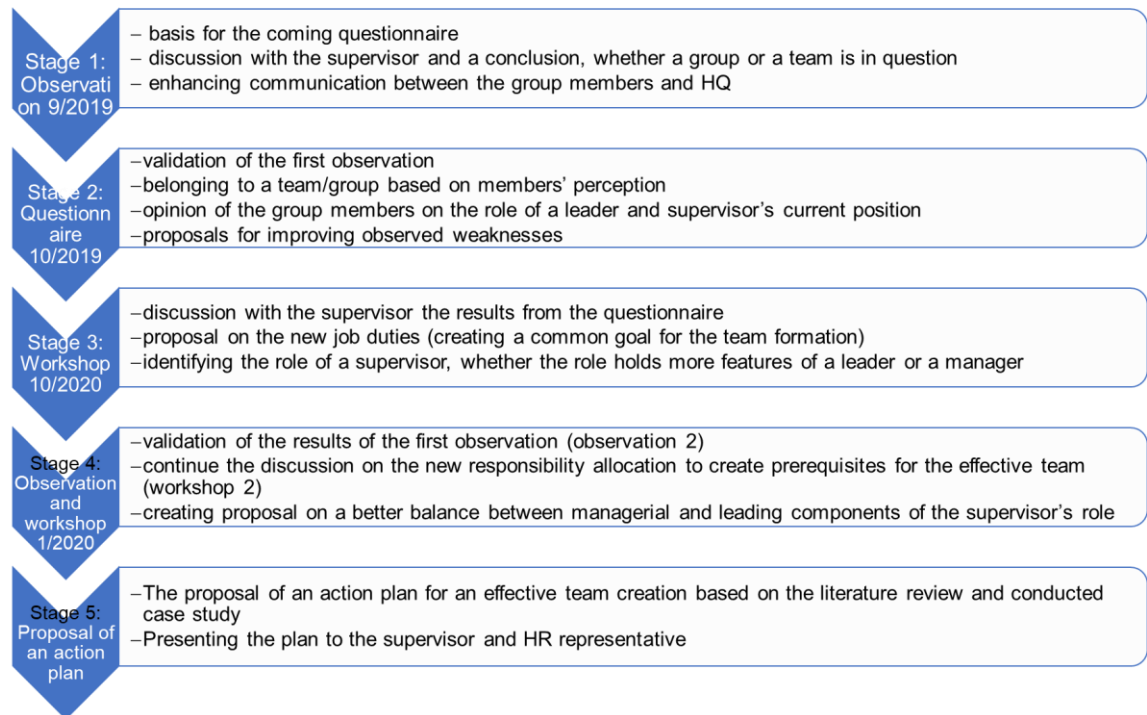 Stage 1:
Observati
on 9/2019
– basis for the coming questionnaire
– discussion with the supervisor and a conclusion, whether a group or a team is in question
– enhancing communication between the group members and HQ
Stage 2:
Questionn
aire
10/2019
–validation of the first observation
–belonging to a team/group based on members’ perception
–opinion of the group members on the role of a leader and supervisor’s current position
–proposals for improving observed weaknesses
Stage 3:
Workshop
10/2020
–discussion with the supervisor the results from the questionnaire
–proposal on the new job duties (creating a common goal for the team formation)
–identifying the role of a supervisor, whether the role holds more features of a leader or a manager
Stage 4:
Observation
and
workshop
1/2020
–validation of the results of the first observation (observation 2)
–continue the discussion on the new responsibility allocation to create prerequisites for the effective team
(workshop 2)
–creating proposal on a better balance between managerial and leading components of the supervisor’s role
Stage 5:
Proposal of
an action
plan
–The proposal of an action plan for an effective team creation based on the literature review and conducted
case study
–Presenting the plan to the supervisor and HR representative